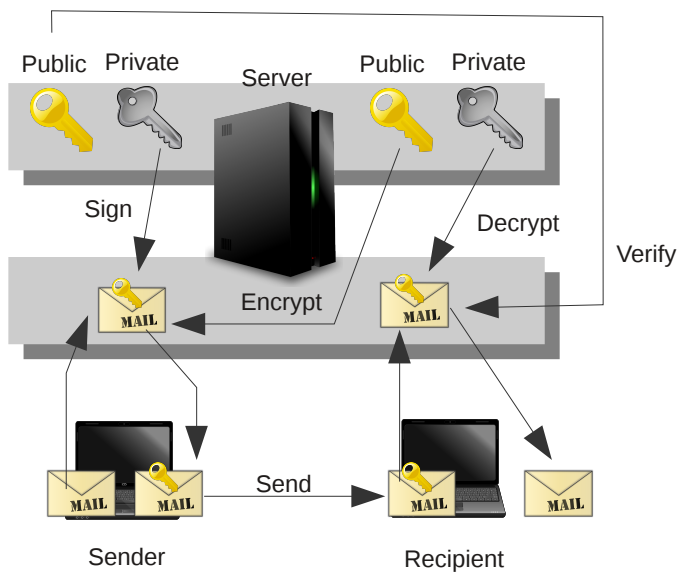 Public
Private
Server
Public
Private
Sign
Decrypt
Verify
Encrypt
MAIL
MAIL
MAIL
MAIL
Send
MAIL
MAIL
Sender
Recipient